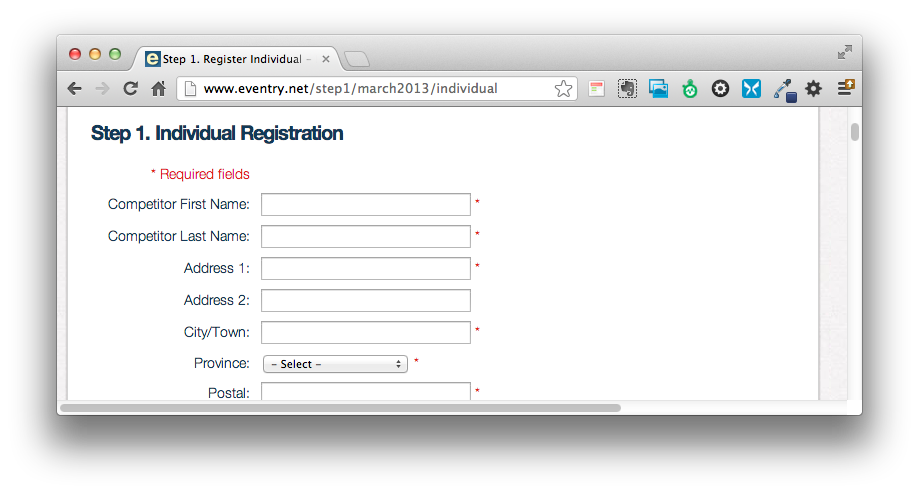 Step 1. Register Individual –
www.eventry.net/step1/march2013/individual
Step 1. Individual Registration
* Required fields
Competitor First Name: *
Competitor Last Name: *
Address 1: *
Address 2:
City/Town: *
Province: – Select – *
Postal: *